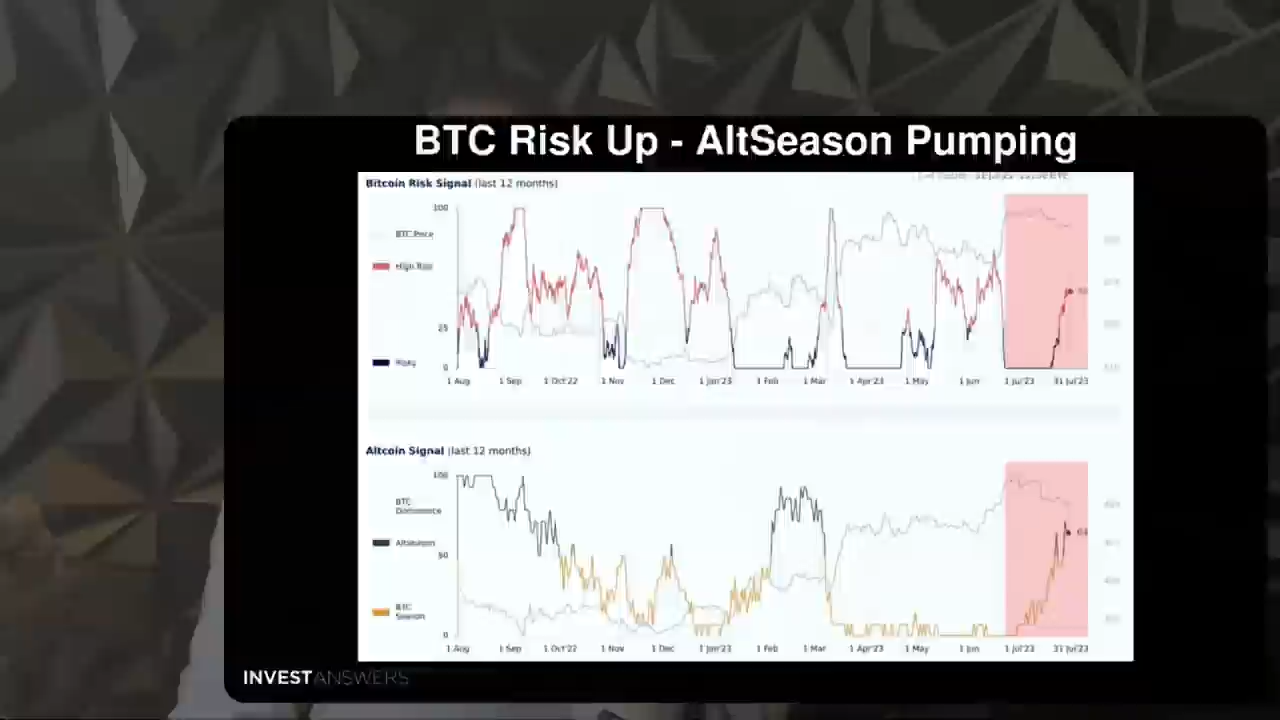 BTC Risk Up - AltSeason Pumping
Bitcoin Risk Signal (last 12 months)
100
BTC Price
High Risk
25
Risky
0
1 Aug 1 Sep 1 Oct'22 1 Nov 1 Dec 1 Jan'23 1 Feb 1 Mar 1 Apr'23 1 May 1 Jun 1 Jul'23 31 Jul'23
Altcoin Signal (last 12 months)
100
BTC
Dominance
AltSeason
50
BTC
Season
0
1 Aug 1 Sep 1 Oct'22 1 Nov 1 Dec 1 Jan'23 1 Feb 1 Mar 1 Apr'23 1 May 1 Jun 1 Jul'23 31 Jul'23
INVESTANSWERS